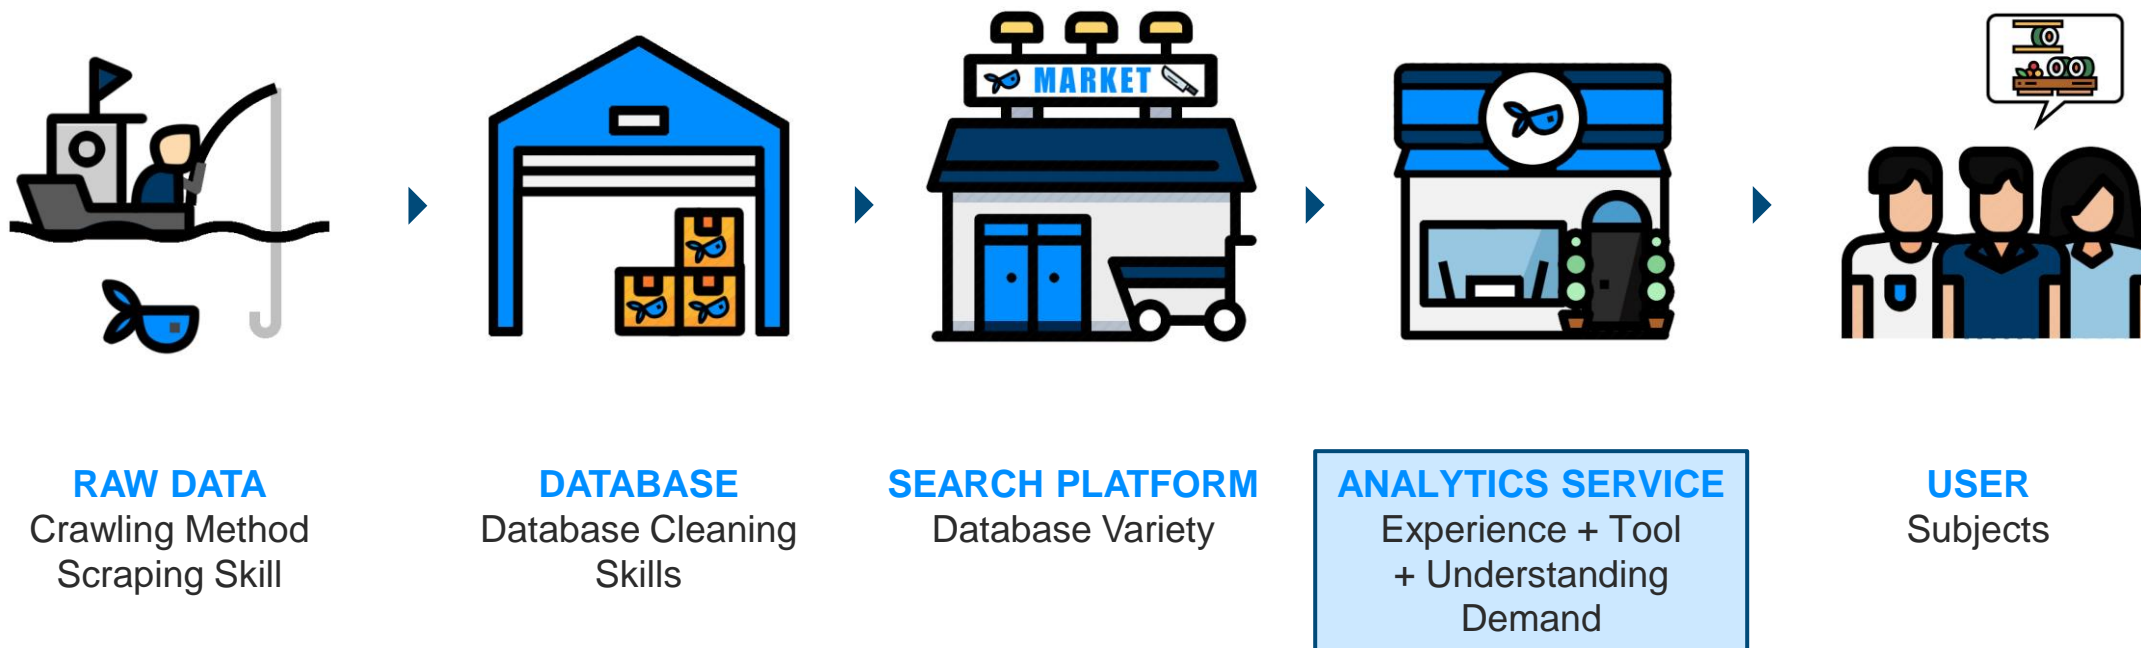 MARKET
RAW DATA
Crawling Method
Scraping Skill
DATABASE
Database Cleaning
Skills
SEARCH PLATFORM
Database Variety
ANALYTICS SERVICE
Experience + Tool
+ Understanding
Demand
USER
Subjects